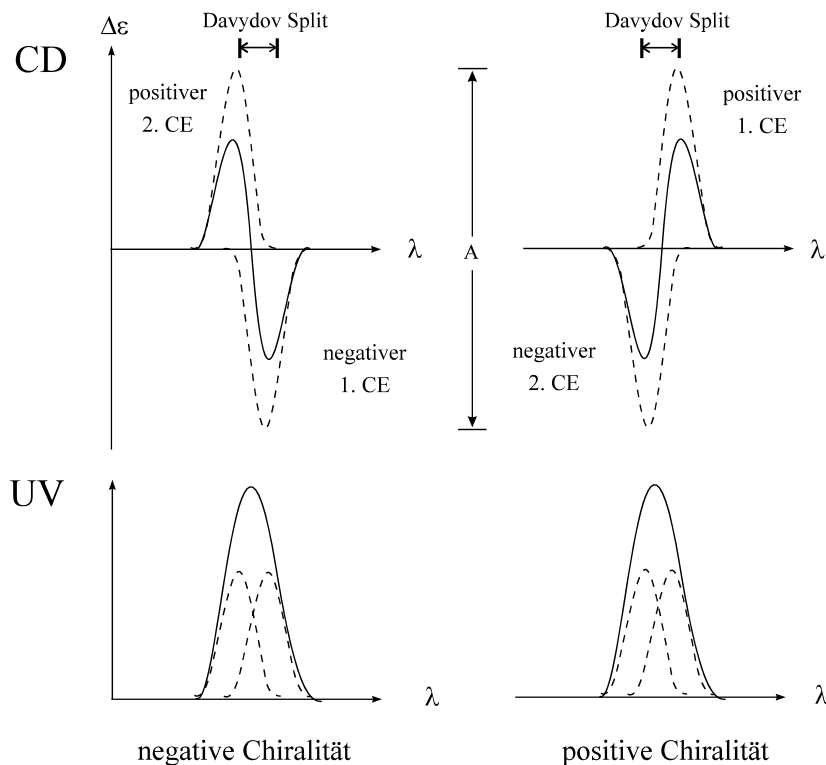 Davydov Split
Davydov Split
Δε
CD
positiver
2. CE
positiver
1. CE
λ
A
λ
negativer
1. CE
negativer
2. CE
UV
λ
λ
negative Chiralität
positive Chiralität